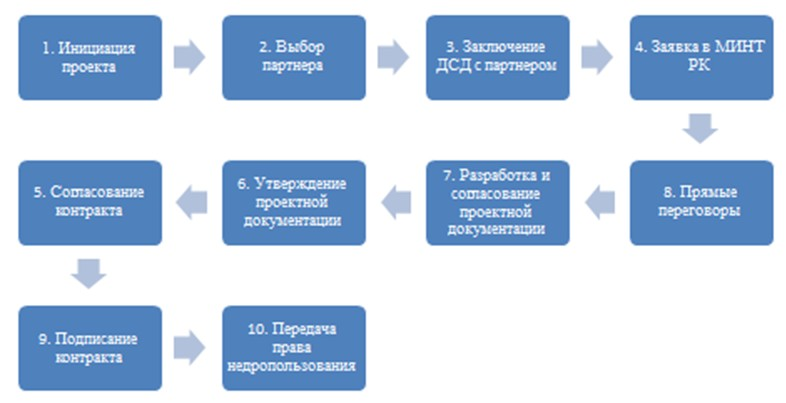 1. Инициация
проекта
2. Выбор
партнера
3. Заключение
ДСД с партнером
4. Заявка в МИНТ
РК
5. Согласование
контракта
6. Утверждение
проектной
документации
7. Разработка и
согласование
проектной
документации
8. Прямые
переговоры
9. Подписание
контракта
10. Передача
права
недропользования